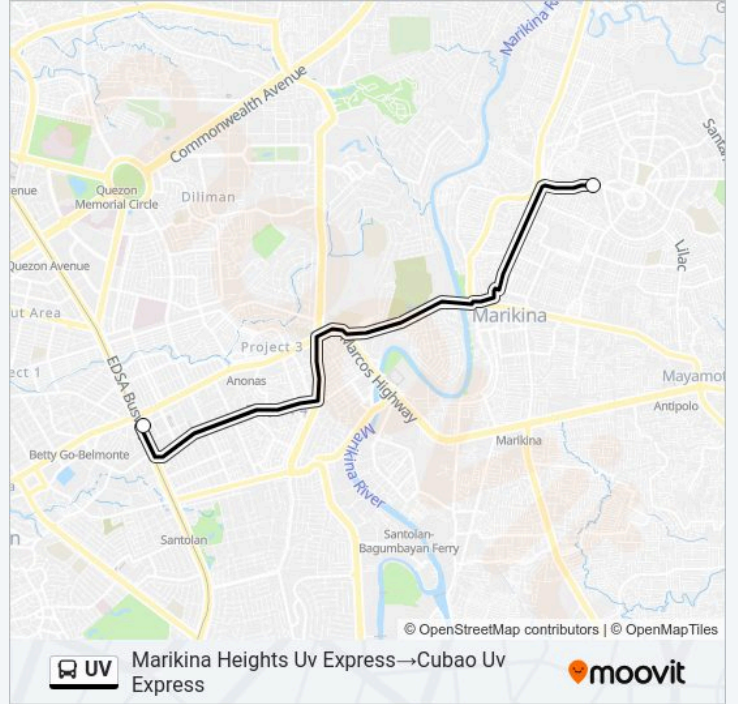 Marikina R
Commonwealth Avenue
Santa
enue
Quezon
Memorial Circle
Diliman
Lilac
Quezon Avenue
ut Area
Marikina
Project 3
Marcos Highway
EDSA Bus
ect 1
Anonas
Mayamot
Antipolo
Marikina
Betty Go-Belmonte
Marikina River
a
n
Santolan
Santolan-
Bagumbayan Ferry
© OpenStreetMap contributors | © OpenMapTiles
UV
Marikina Heights Uv Express→Cubao Uv
Express
moovit